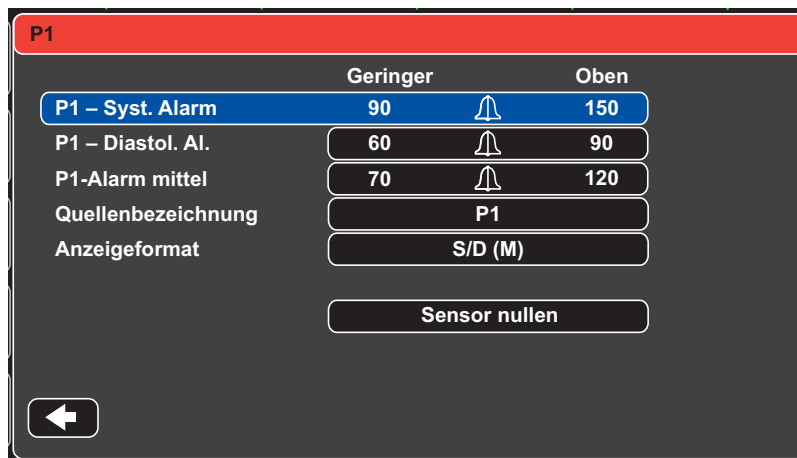 P1
Geringer Oben
P1 – Syst. Alarm 90 150
P1 – Diastol. Al. 60 90
P1-Alarm mittel 70 120
Quellenbezeichnung P1
Anzeigeformat S/D (M)
Sensor nullen